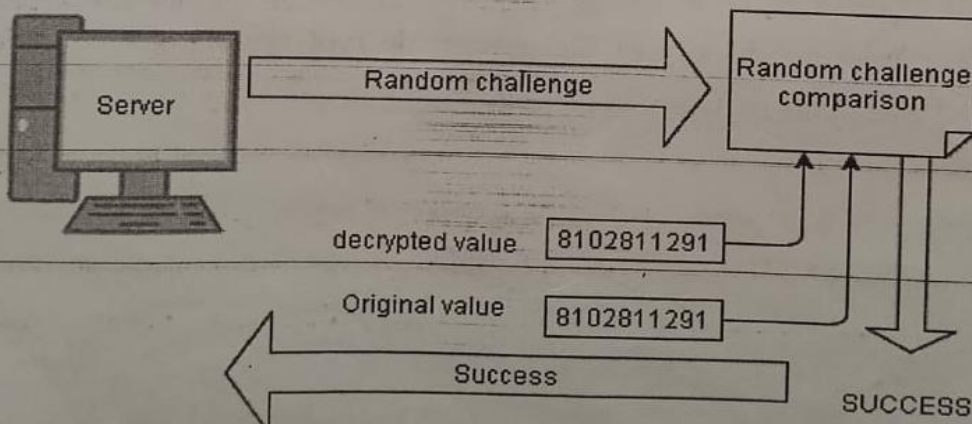 Server
Random challenge
Random challenge
comparison
decrypted value 8102811291
Original value 8102811291
Success
SUCCESS